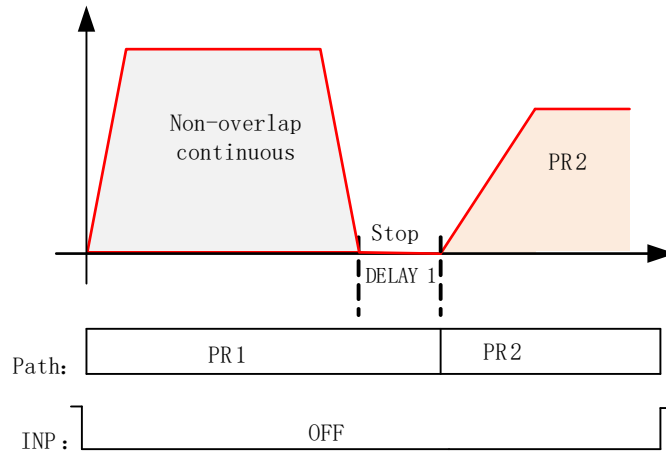 Non-overlap
continuous
PR2
Stop
DELAY 1
Path:
PR1
PR2
INP:
OFF